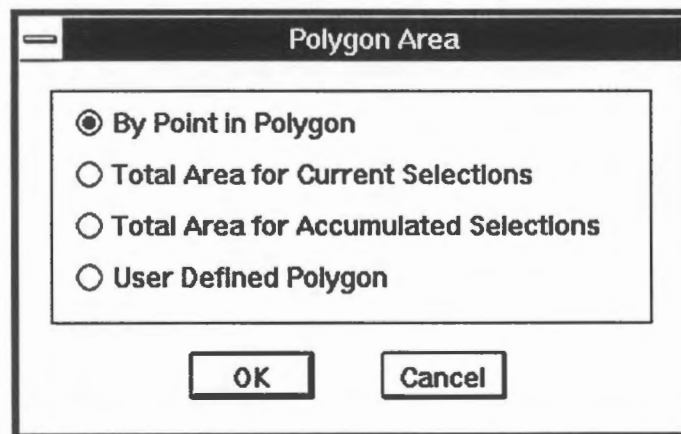 Polygon Area
By Point in Polygon
Total Area for Current Selections
Total Area for Accumulated Selections
User Defined Polygon
OK
Cancel